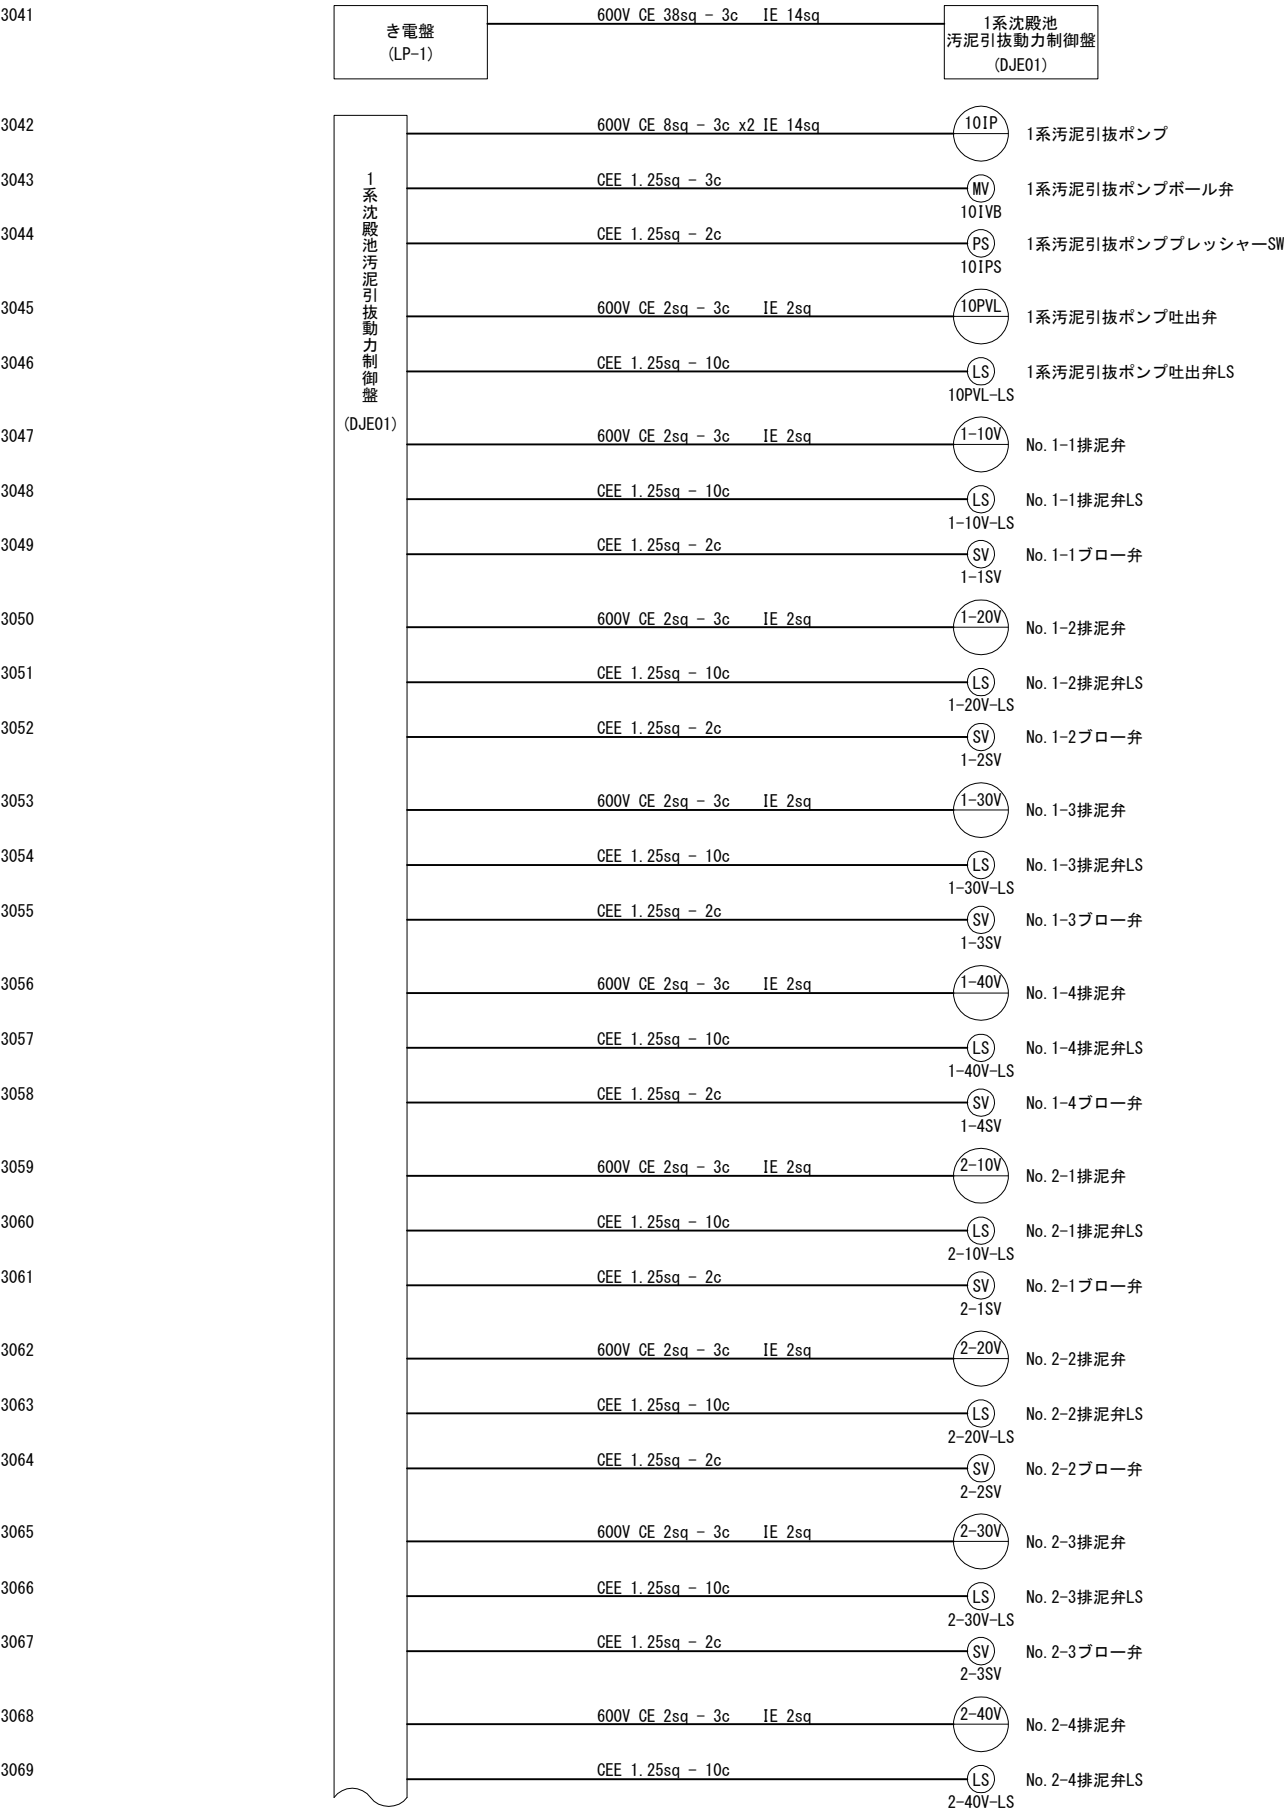 3041
き電盤
(LP-1)
600V CE 38sq - 3c IE 14sq
1系沈殿池
汚泥引抜動力制御盤
(DJE01)
1系沈殿池汚泥引抜動力制御盤
(DJE01)
3042
600V CE 8sq - 3c x2 IE 14sq
10IP
1系汚泥引抜ポンプ
3043
CEE 1.25sq - 3c
MV
10IVB
1系汚泥引抜ポンプボール弁
3044
CEE 1.25sq - 2c
PS
10IPS
1系汚泥引抜ポンププレッシャーSW
3045
600V CE 2sq - 3c IE 2sq
10PVL
1系汚泥引抜ポンプ吐出弁
3046
CEE 1.25sq - 10c
LS
10PVL-LS
1系汚泥引抜ポンプ吐出弁LS
3047
600V CE 2sq - 3c IE 2sq
1-10V
No.1-1排泥弁
3048
CEE 1.25sq - 10c
LS
1-10V-LS
No.1-1排泥弁LS
3049
CEE 1.25sq - 2c
SV
1-1SV
No.1-1ブロー弁
3050
600V CE 2sq - 3c IE 2sq
1-20V
No.1-2排泥弁
3051
CEE 1.25sq - 10c
LS
1-20V-LS
No.1-2排泥弁LS
3052
CEE 1.25sq - 2c
SV
1-2SV
No.1-2ブロー弁
3053
600V CE 2sq - 3c IE 2sq
1-30V
No.1-3排泥弁
3054
CEE 1.25sq - 10c
LS
1-30V-LS
No.1-3排泥弁LS
3055
CEE 1.25sq - 2c
SV
1-3SV
No.1-3ブロー弁
3056
600V CE 2sq - 3c IE 2sq
1-40V
No.1-4排泥弁
3057
CEE 1.25sq - 10c
LS
1-40V-LS
No.1-4排泥弁LS
3058
CEE 1.25sq - 2c
SV
1-4SV
No.1-4ブロー弁
3059
600V CE 2sq - 3c IE 2sq
2-10V
No.2-1排泥弁
3060
CEE 1.25sq - 10c
LS
2-10V-LS
No.2-1排泥弁LS
3061
CEE 1.25sq - 2c
SV
2-1SV
No.2-1ブロー弁
3062
600V CE 2sq - 3c IE 2sq
2-20V
No.2-2排泥弁
3063
CEE 1.25sq - 10c
LS
2-20V-LS
No.2-2排泥弁LS
3064
CEE 1.25sq - 2c
SV
2-2SV
No.2-2ブロー弁
3065
600V CE 2sq - 3c IE 2sq
2-30V
No.2-3排泥弁
3066
CEE 1.25sq - 10c
LS
2-30V-LS
No.2-3排泥弁LS
3067
CEE 1.25sq - 2c
SV
2-3SV
No.2-3ブロー弁
3068
600V CE 2sq - 3c IE 2sq
2-40V
No.2-4排泥弁
3069
CEE 1.25sq - 10c
LS
2-40V-LS
No.2-4排泥弁LS